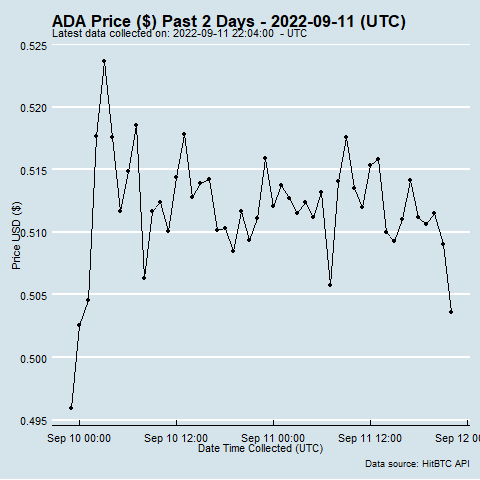 ADA Price ($) Past 2 Days - 2022-09-11 (UTC)
Latest data collected on: 2022-09-11 22:04:00  - UTC
0.525
0.520
0.515
0.510
0.505
0.500
0.495
Price USD ($)
Sep 10 00:00 Sep 10 12:00 Sep 11 00:00 Sep 11 12:00 Sep 12 00
Date Time Collected (UTC)
Data source: HitBTC API